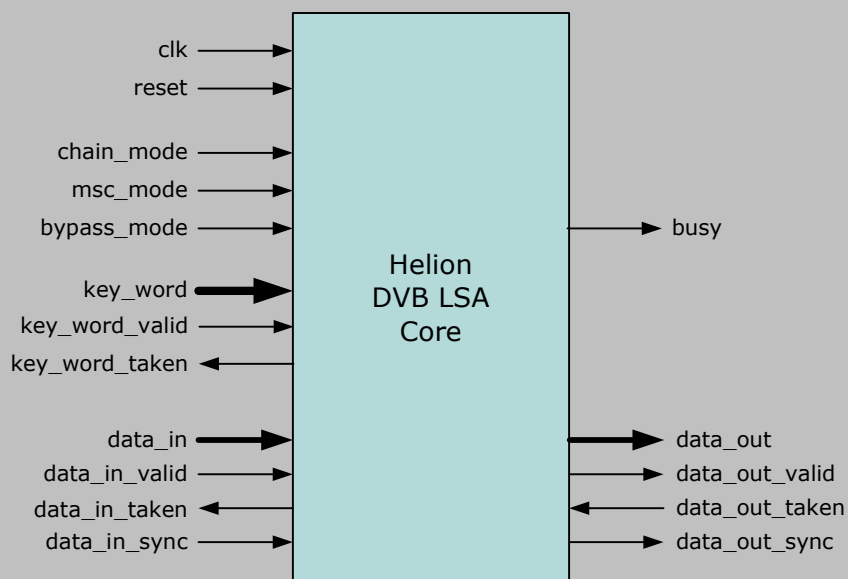 clk
reset
chain_mode
msc_mode
bypass_mode
busy
Helion
DVB LSA
Core
key_word
key_word_valid
key_word_taken
data_in
data_in_valid
data_in_taken
data_in_sync
data_out
data_out_valid
data_out_taken
data_out_sync